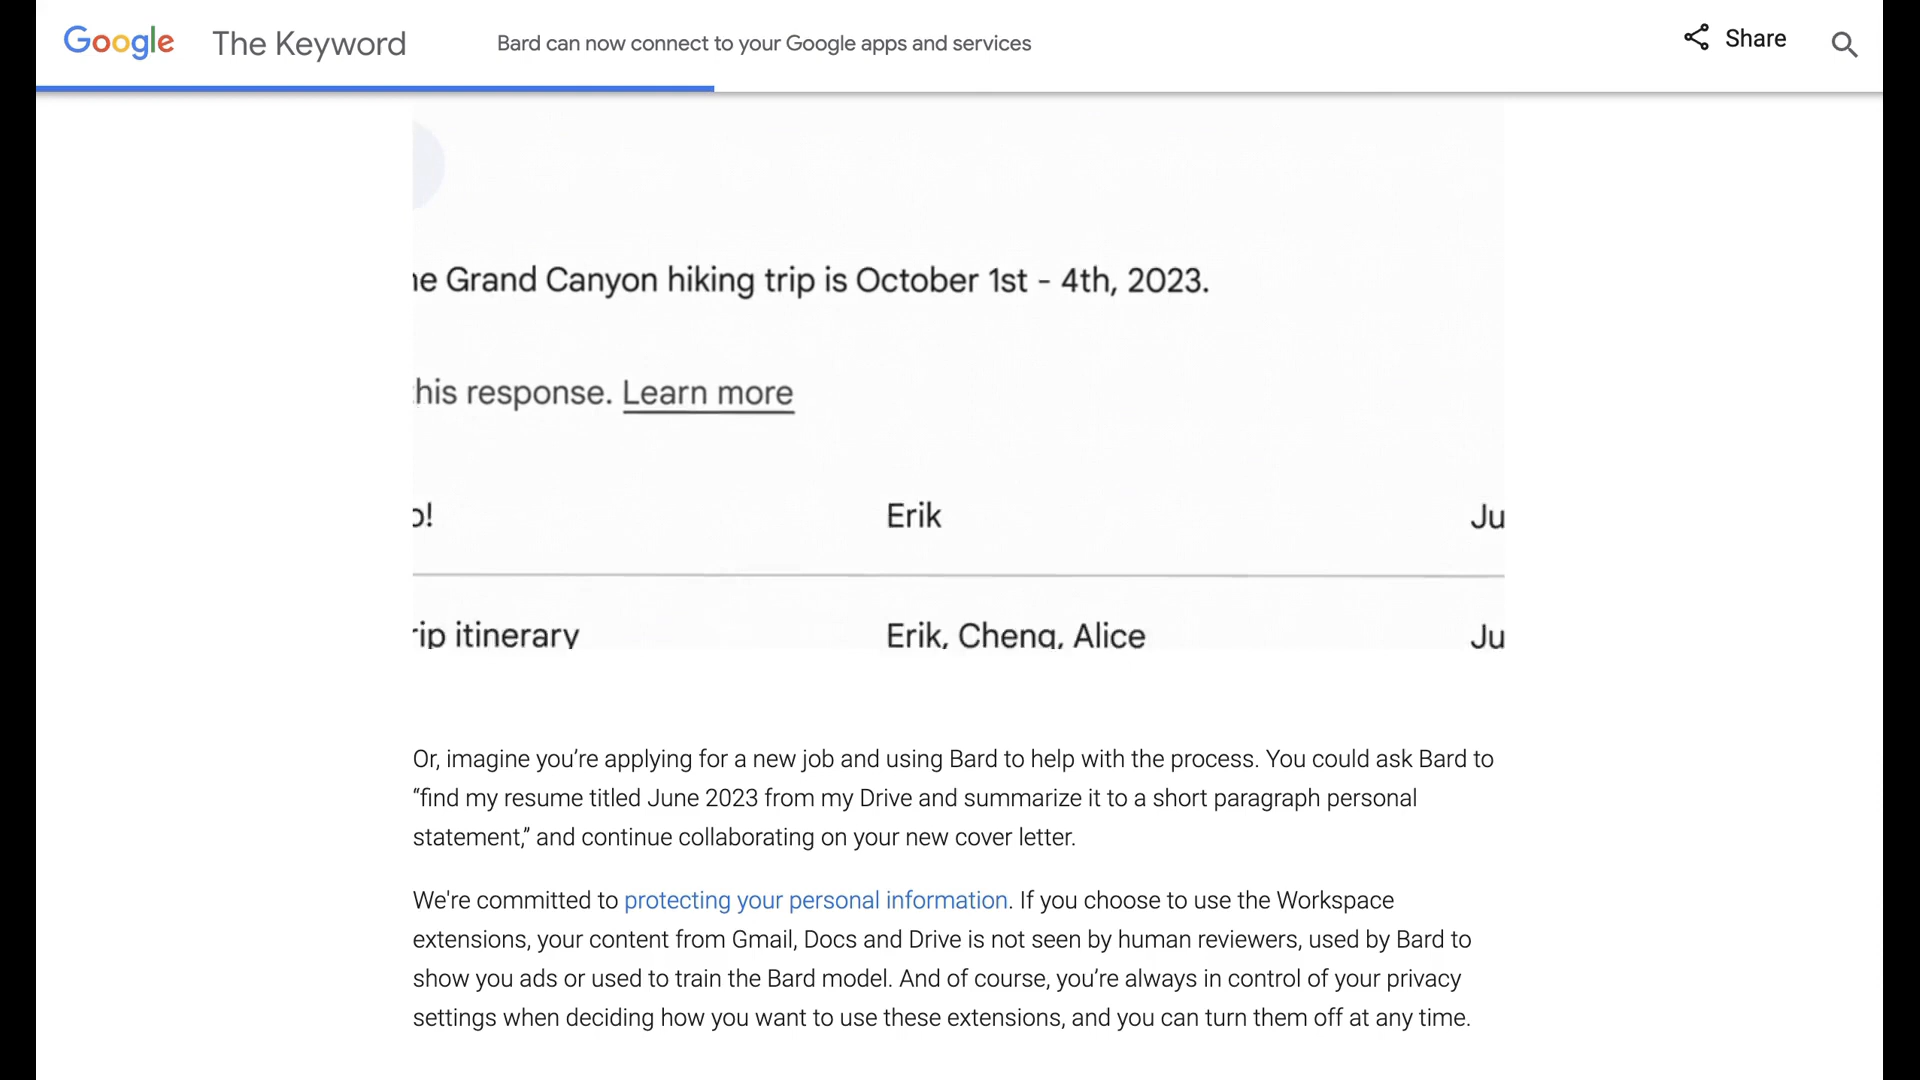 Google The Keyword Bard can now connect to your Google apps and services Share
he Grand Canyon hiking trip is October 1st - 4th, 2023.
this response. Learn more
Erik
rip itinerary Erik, Cheng, Alice
Or, imagine you’re applying for a new job and using Bard to help with the process. You could ask Bard to
“find my resume titled June 2023 from my Drive and summarize it to a short paragraph personal
statement,” and continue collaborating on your new cover letter.
We're committed to protecting your personal information. If you choose to use the Workspace
extensions, your content from Gmail, Docs and Drive is not seen by human reviewers, used by Bard to
show you ads or used to train the Bard model. And of course, you’re always in control of your privacy
settings when deciding how you want to use these extensions, and you can turn them off at any time.